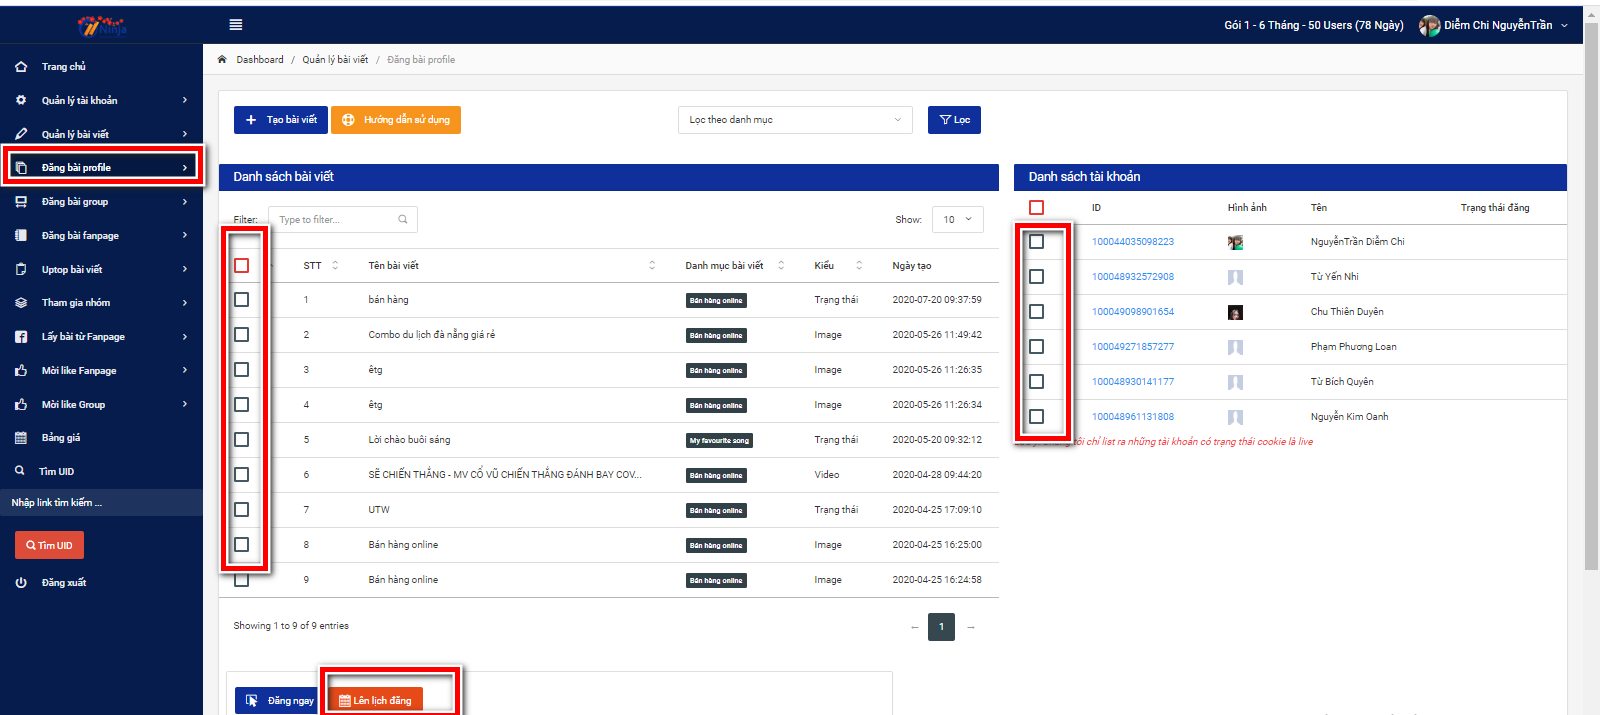 Ninja
Gói 1 - 6 Tháng - 50 Users (78 Ngày)
Diễm Chi NguyễnTrần
Trang chủ
Quản lý tài khoản
Quản lý bài viết
Đăng bài profile
Đăng bài group
Đăng bài fanpage
Uptop bài viết
Tham gia nhóm
Lấy bài từ Fanpage
Mời like Fanpage
Mời like Group
Bảng giá
Tìm UID
Nhập link tìm kiếm ...
Tìm UID
Đăng xuất
Dashboard / Quản lý bài viết / Đăng bài profile
Tạo bài viết
Hướng dẫn sử dụng
Lọc theo danh mục
Lọc
Danh sách bài viết
Filter: Type to filter...
Show: 10
STT Tên bài viết Danh mục bài viết Kiểu Ngày tạo
1 bán hàng Bán hàng online Trạng thái 2020-07-20 09:37:59
2 Combo du lịch đà nẵng giá rẻ Bán hàng online Image 2020-05-26 11:49:42
3 êtg Bán hàng online Image 2020-05-26 11:26:35
4 êtg Bán hàng online Image 2020-05-26 11:26:34
5 Lời chào buổi sáng My favourite song Trạng thái 2020-05-20 09:32:12
6 SẼ CHIẾN THẮNG - MV CỔ VŨ CHIẾN THẮNG ĐÁNH BAY COV... Bán hàng online Video 2020-04-28 09:44:20
7 UTW Bán hàng online Trạng thái 2020-04-25 17:09:10
8 Bán hàng online Bán hàng online Image 2020-04-25 16:25:00
9 Bán hàng online Bán hàng online Image 2020-04-25 16:24:58
Showing 1 to 9 of 9 entries
← 1 →
Đăng ngay
Lên lịch đăng
Danh sách tài khoản
ID Hình ảnh Tên Trạng thái đăng
100044035098223 NguyễnTrần Diễm Chi
100048932572908 Từ Yến Nhi
100049098901654 Chu Thiên Duyên
100049271857277 Phạm Phương Loan
100048930141177 Từ Bích Quyên
100048961131808 Nguyễn Kim Oanh
tôi chỉ list ra những tài khoản có trạng thái cookie là live